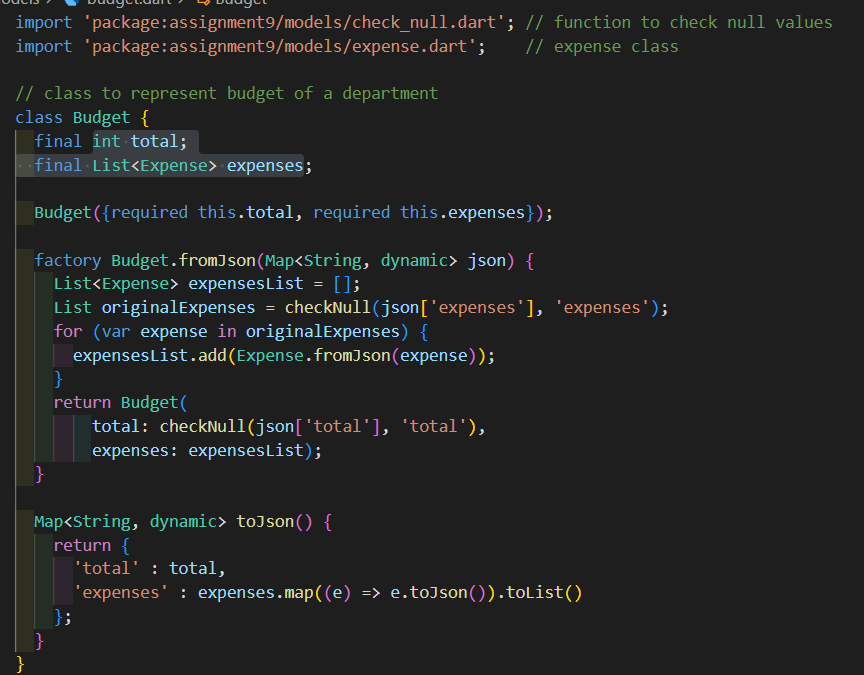 budget.dart > Budget
import 'package:assignment9/models/check_null.dart'; // function to check null values
import 'package:assignment9/models/expense.dart';    // expense class
// class to represent budget of a department
class Budget {
  final int total;
  final List<Expense> expenses;
  Budget({required this.total, required this.expenses});
  factory Budget.fromJson(Map<String, dynamic> json) {
    List<Expense> expensesList = [];
    List originalExpenses = checkNull(json['expenses'], 'expenses');
    for (var expense in originalExpenses) {
      expensesList.add(Expense.fromJson(expense));
    }
    return Budget(
        total: checkNull(json['total'], 'total'),
        expenses: expensesList);
  }
  Map<String, dynamic> toJson() {
    return {
      'total' : total,
      'expenses' : expenses.map((e) => e.toJson()).toList()
    };
  }
}